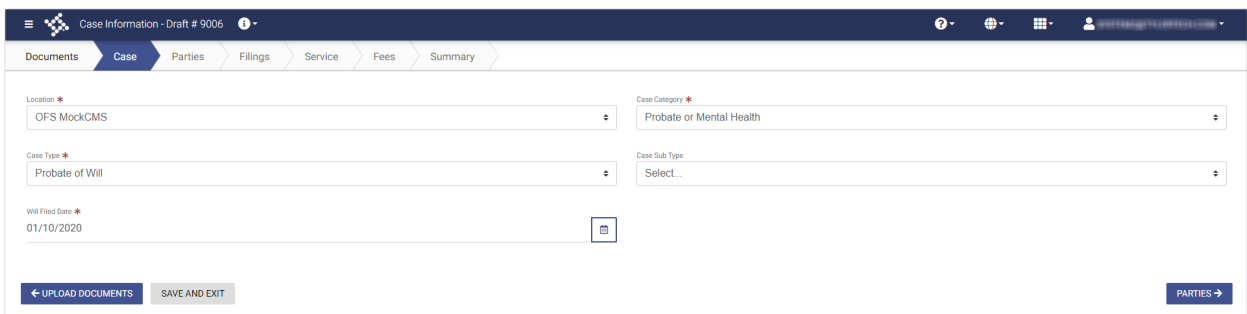 Case Information - Draft # 9006
Documents Case Parties Filings Service Fees Summary
Location * Case Category *
OFS MockCMS Probate or Mental Health
Case Type * Case Sub Type
Probate of Will Select...
Will Filed Date *
01/10/2020
UPLOAD DOCUMENTS SAVE AND EXIT PARTIES